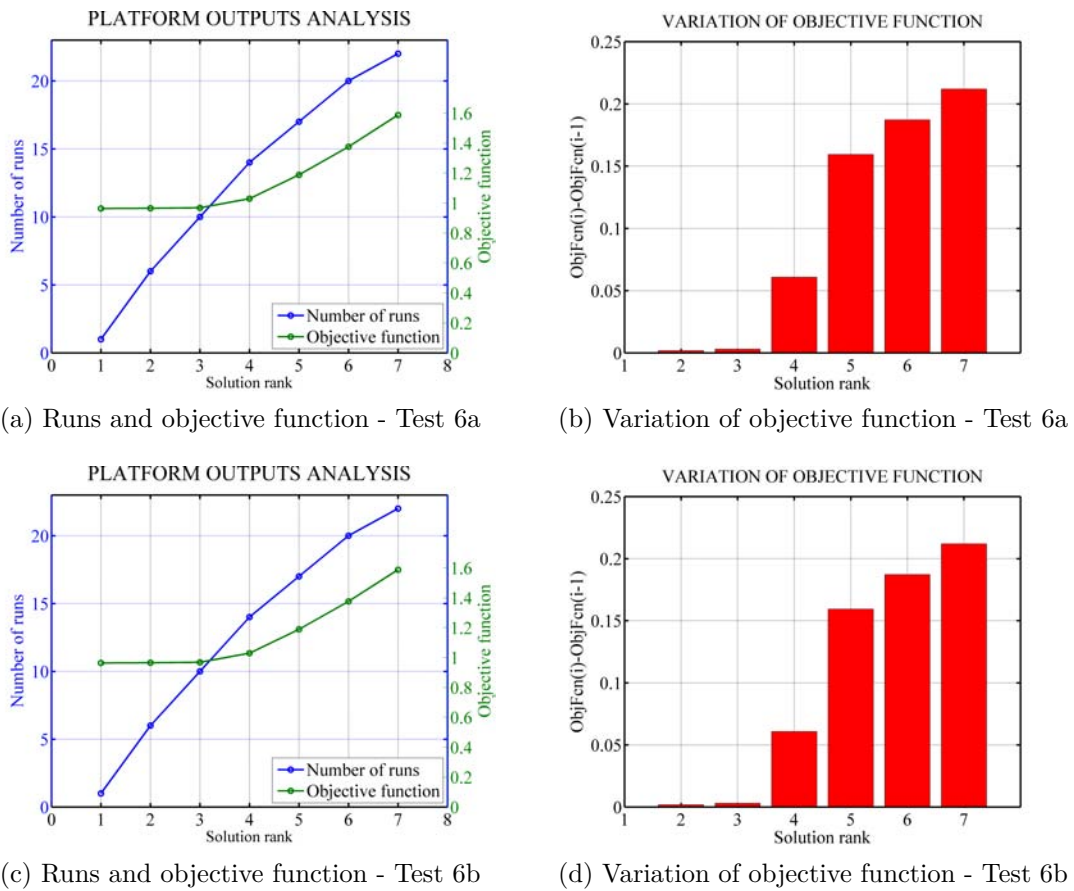 PLATFORM OUTPUTS ANALYSIS
20
15
10
5
0
Number of runs
1.6
1.4
1.2
1
0.8
0.6
0.4
0.2
0
Objective function
Number of runs
Objective function
0 1 2 3 4 5 6 7 8
Solution rank
(a) Runs and objective function - Test 6a
VARIATION OF OBJECTIVE FUNCTION
0.25
0.2
0.15
0.1
0.05
0
ObjFcn(i)-ObjFcn(i-1)
1 2 3 4 5 6 7
Solution rank
(b) Variation of objective function - Test 6a
PLATFORM OUTPUTS ANALYSIS
20
15
10
5
0
Number of runs
1.6
1.4
1.2
1
0.8
0.6
0.4
0.2
0
Objective function
Number of runs
Objective function
0 1 2 3 4 5 6 7 8
Solution rank
(c) Runs and objective function - Test 6b
VARIATION OF OBJECTIVE FUNCTION
0.25
0.2
0.15
0.1
0.05
0
ObjFcn(i)-ObjFcn(i-1)
1 2 3 4 5 6 7
Solution rank
(d) Variation of objective function - Test 6b